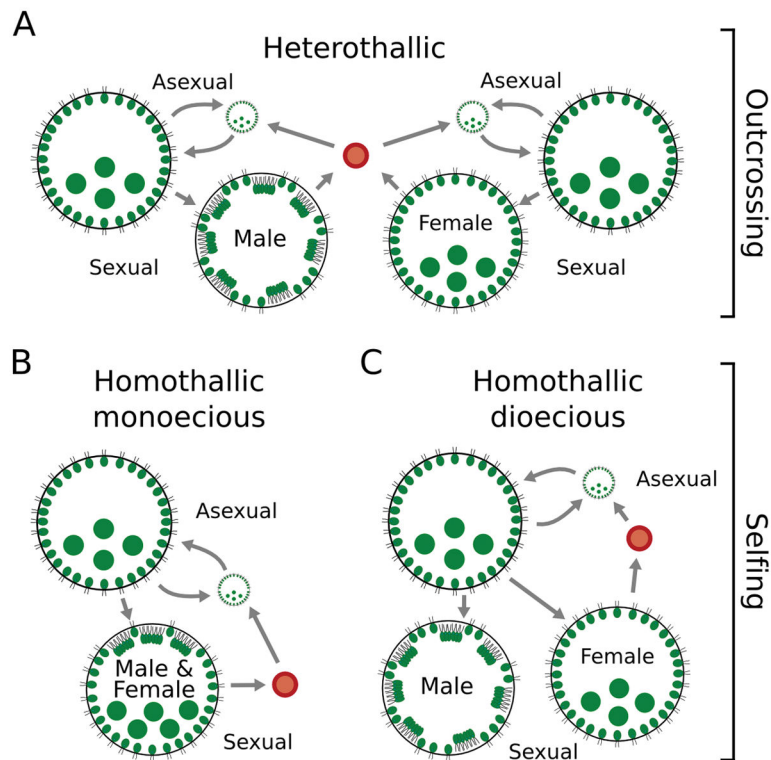 A
Heterothallic
Asexual
Asexual
Male
Female
Sexual
Sexual
Outcrossing
B
Homothallic
monoecious
Asexual
Male &
Female
Sexual
C
Homothallic
dioecious
Asexual
Male
Female
Sexual
Selfing